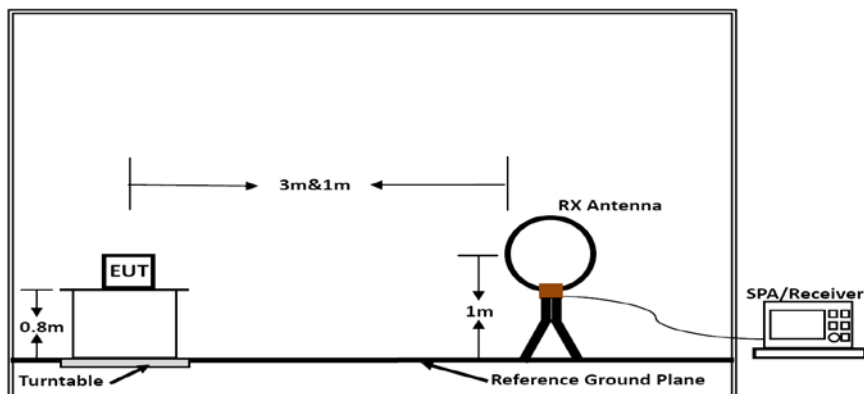 3m&1m
RX Antenna
EUT
SPA/Receiver
0.8m
1m
Turntable
Reference Ground Plane